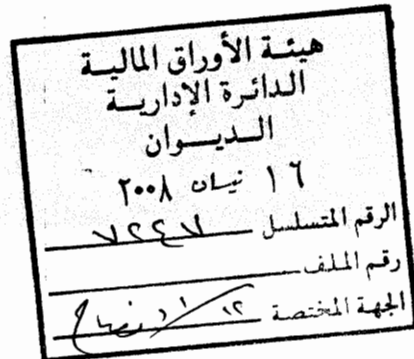 هيئة الأوراق المالية
الدائرة الإدارية
الديوان
١٦ نيسان ٢٠٠٨
الرقم المتسلسل
رقم الملف
الجهة المختصة